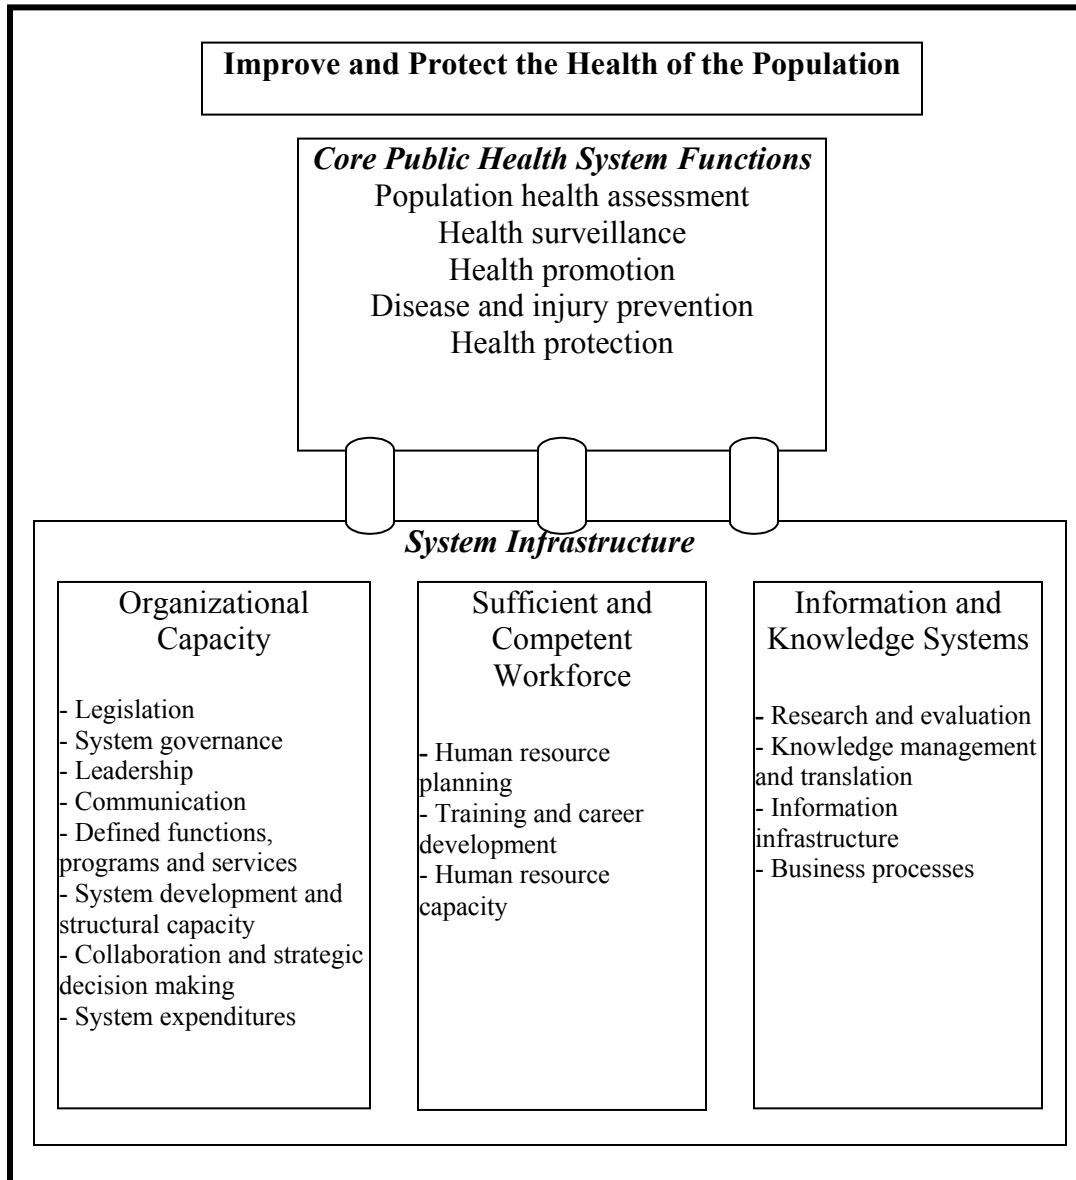 Improve and Protect the Health of the Population
Core Public Health System Functions
Population health assessment
Health surveillance
Health promotion
Disease and injury prevention
Health protection
System Infrastructure
Organizational
Capacity
- Legislation
- System governance
- Leadership
- Communication
- Defined functions,
programs and services
- System development and
structural capacity
- Collaboration and strategic
decision making
- System expenditures
Sufficient and
Competent
Workforce
- Human resource
planning
- Training and career
development
- Human resource
capacity
Information and
Knowledge Systems
- Research and evaluation
- Knowledge management
and translation
- Information
infrastructure
- Business processes